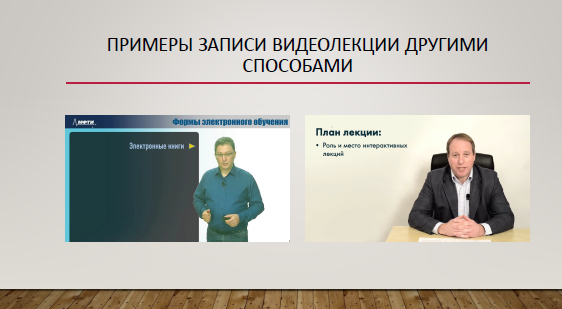 ПРИМЕРЫ ЗАПИСИ ВИДЕОЛЕКЦИИ ДРУГИМИ
СПОСОБАМИ
Формы электронного обучения
Электронные книги
План лекции:
• Роль и место интерактивных
лекций